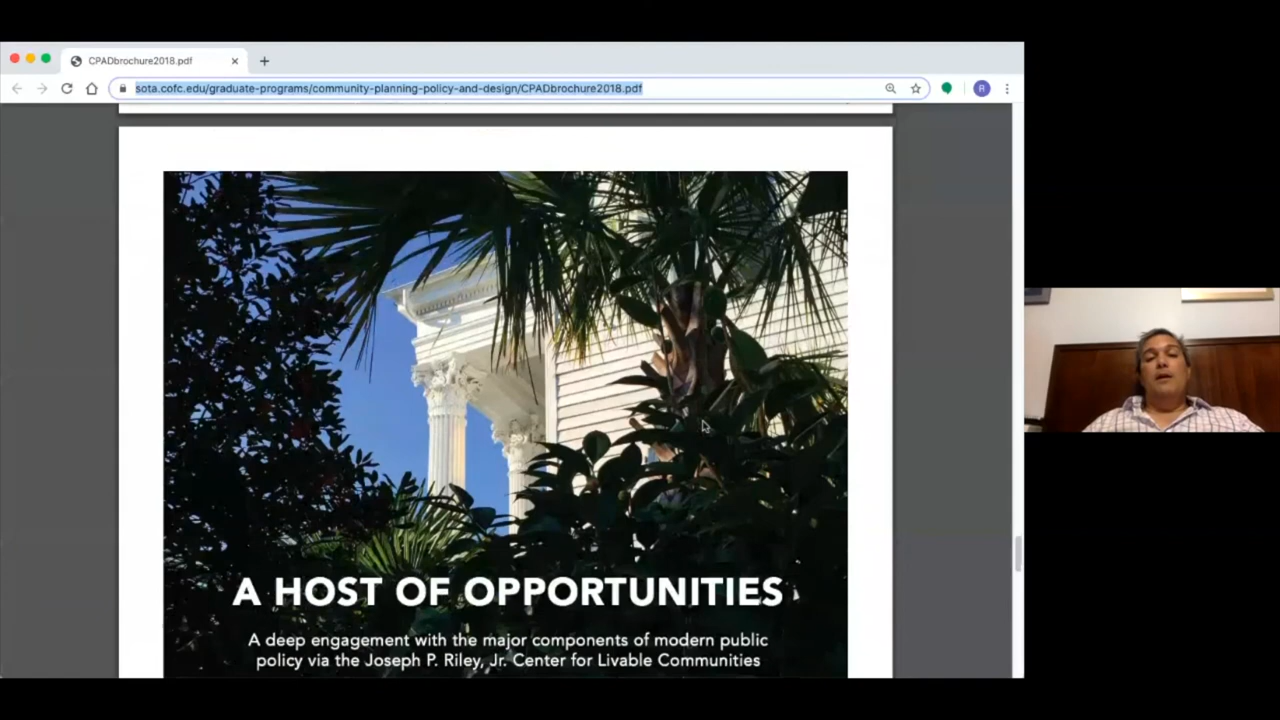 CPADbrochure2018.pdf
sota.cofc.edu/graduate-programs/community-planning-policy-and-design/CPADbrochure2018.pdf
R
A HOST OF OPPORTUNITIES
A deep engagement with the major components of modern public
policy via the Joseph P. Riley, Jr. Center for Livable Communities